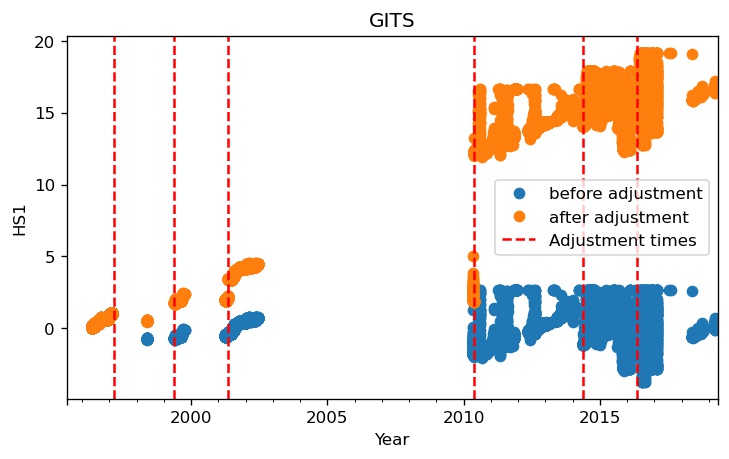 GITS
20
15
10
5
0
HS1
before adjustment
after adjustment
Adjustment times
2000
2005
2010
2015
Year